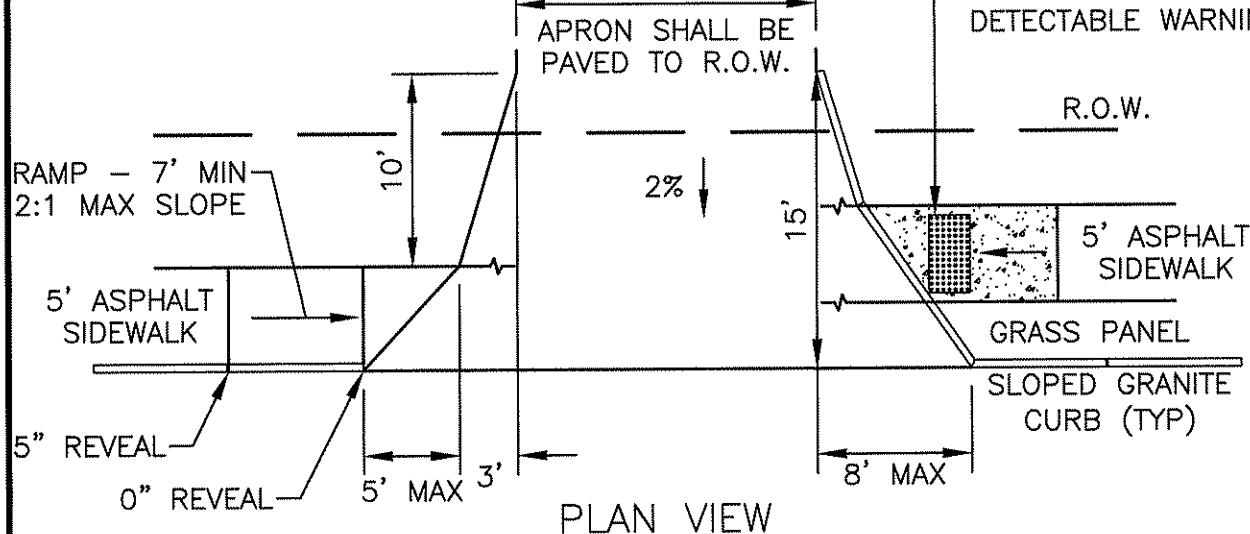 APRON SHALL BE
PAVED TO R.O.W.
DETECTABLE WARNII
R.O.W.
RAMP – 7' MIN
2:1 MAX SLOPE
10'
2%
15'
5' ASPHALT
SIDEWALK
5' ASPHALT
SIDEWALK
GRASS PANEL
SLOPED GRANITE
CURB (TYP)
5" REVEAL
0" REVEAL
5' MAX
3'
8' MAX
PLAN VIEW